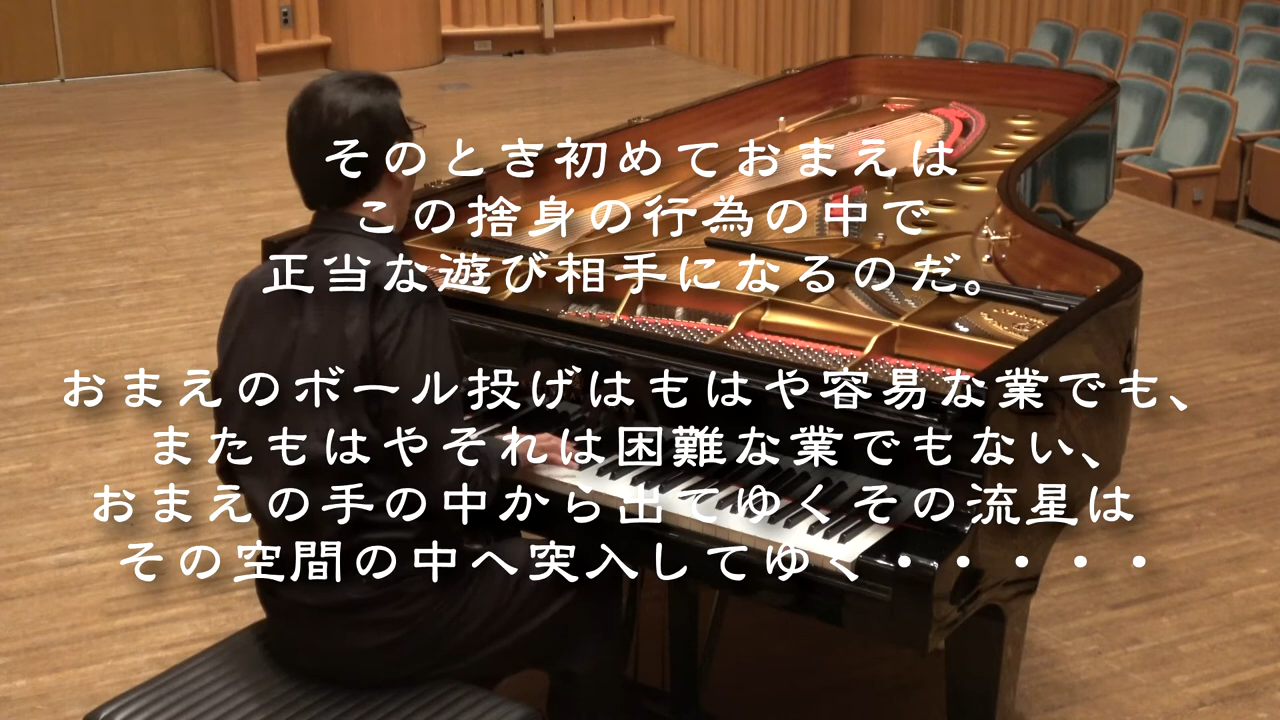 そのとき初めておまえは
この捨身の行為の中で
正当な遊び相手になるのだ。
おまえのボール投げはもはや容易な業でも、
またもはやそれは困難な業でもない、
おまえの手の中から出てゆくその流星は
その空間の中へ突入してゆく・・・・・